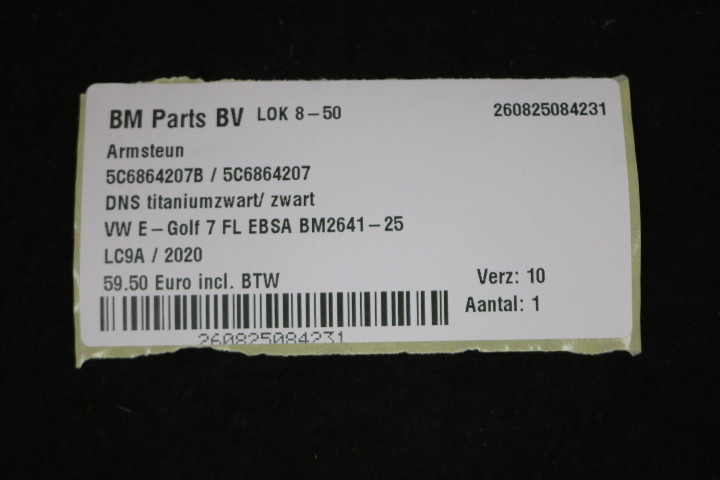 BM Parts BV LOK 8-50 260825084231
Armsteun
5C6864207B / 5C6864207
DNS titaniumzwart/ zwart
VW E-Golf 7 FL EBSA BM2641-25
LC9A / 2020
59.50 Euro incl. BTW Verz: 10
Aantal: 1
260825084231